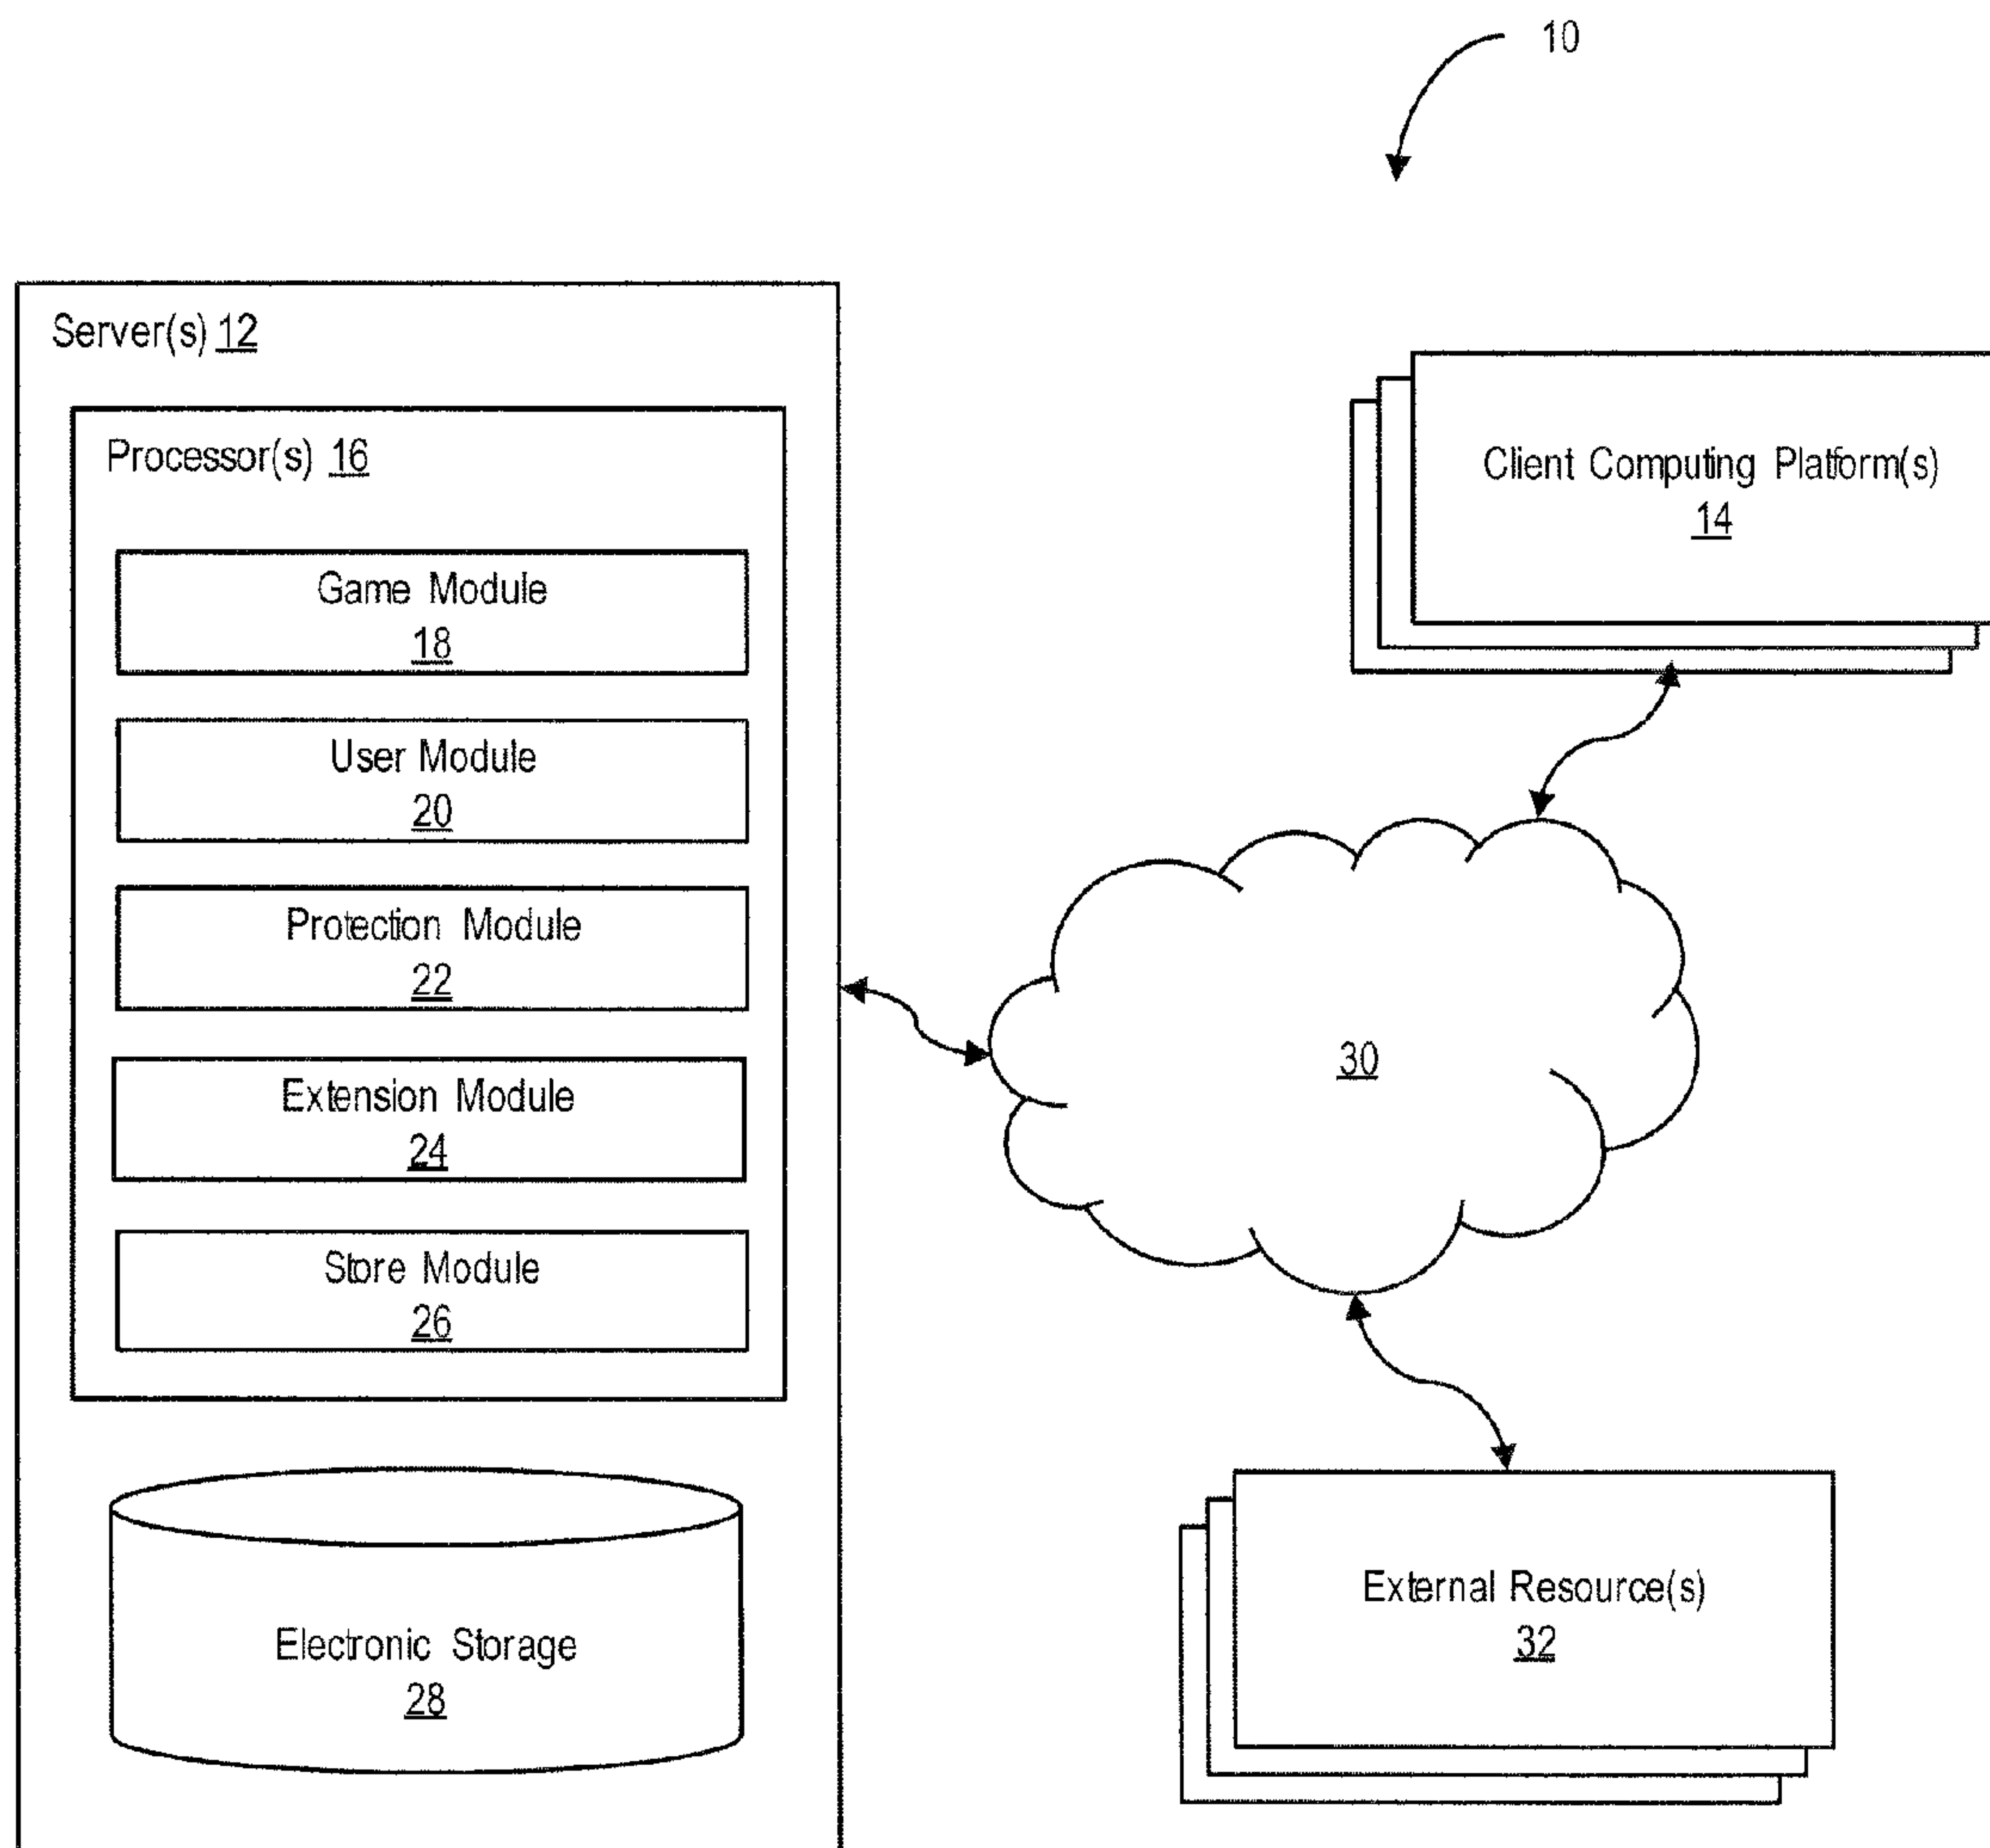 10
Server(s) 12
Processor(s) 16
Game Module
18
User Module
20
Protection Module
22
Extension Module
24
Store Module
26
Electronic Storage
28
Client Computing Platform(s)
14
30
External Resource(s)
32